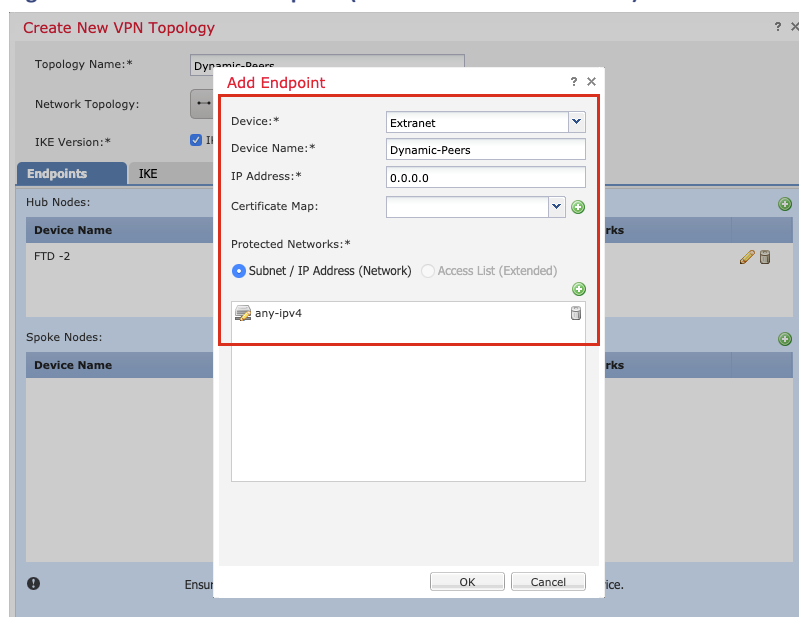 Create New VPN Topology ? ×
Topology Name:* Dynamic-Peers
Network Topology:
IKE Version:*
Endpoints IKE
Hub Nodes:
Device Name
FTD -2
Spoke Nodes:
Device Name
Add Endpoint ? ×
Device:* Extranet
Device Name:* Dynamic-Peers
IP Address:* 0.0.0.0
Certificate Map:
Protected Networks:*
Subnet / IP Address (Network) Access List (Extended)
any-ipv4
OK Cancel